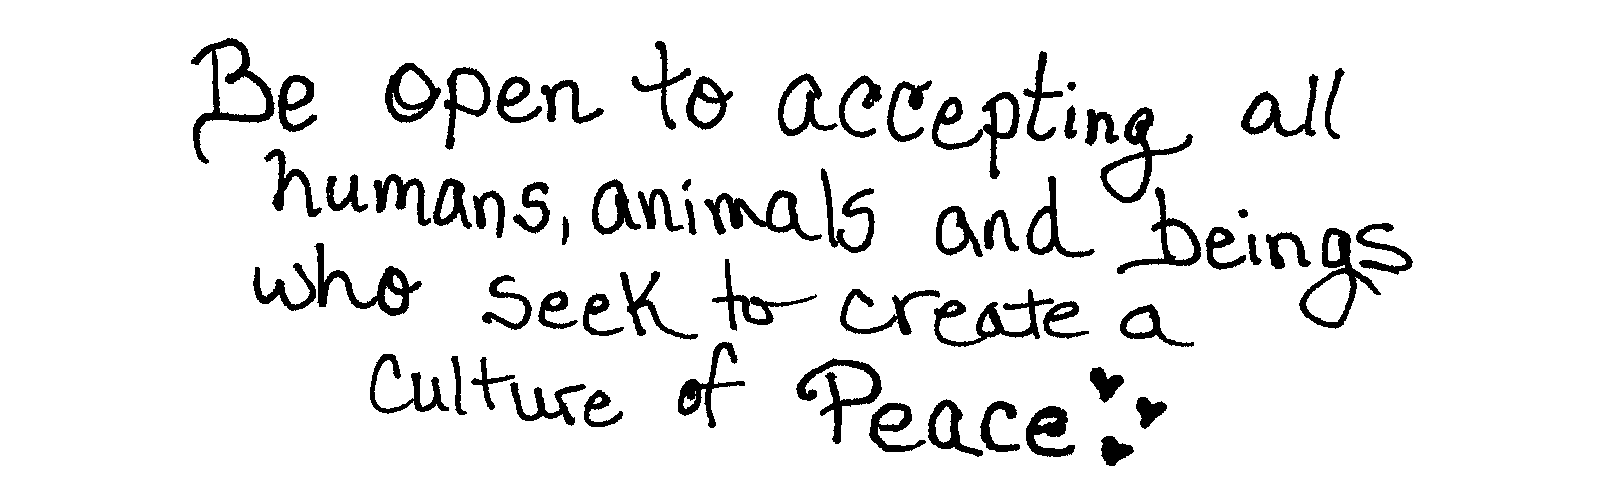 Be open to accepting all
humans, animals and beings
who seek to create a
culture of Peace